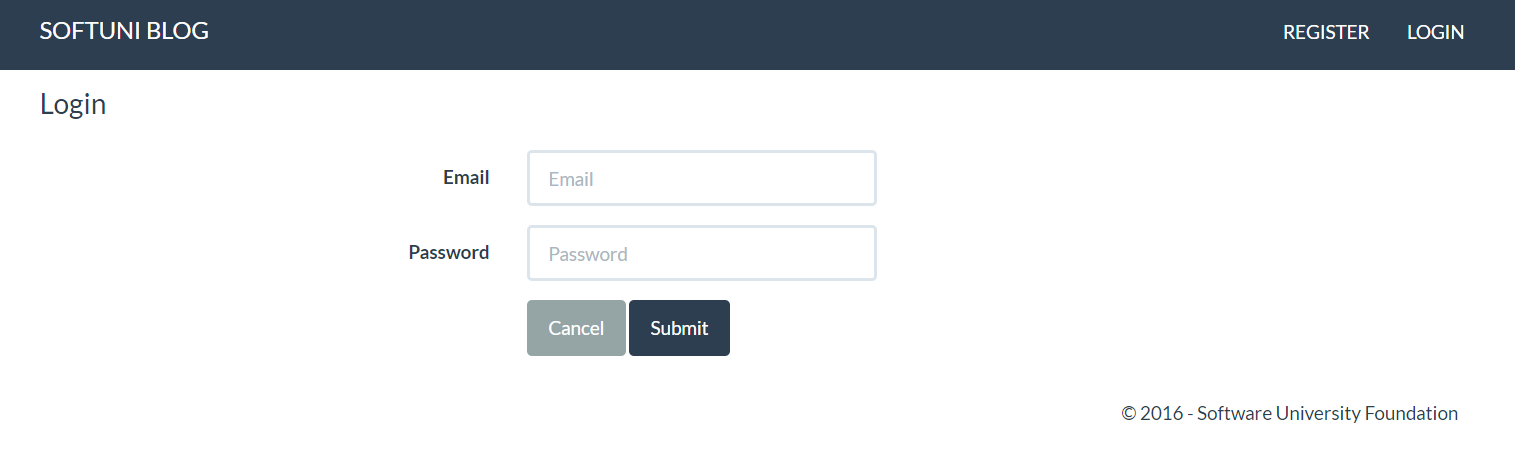 SOFTUNI BLOG
REGISTER LOGIN
Login
Email Email
Password Password
Cancel Submit
© 2016 - Software University Foundation